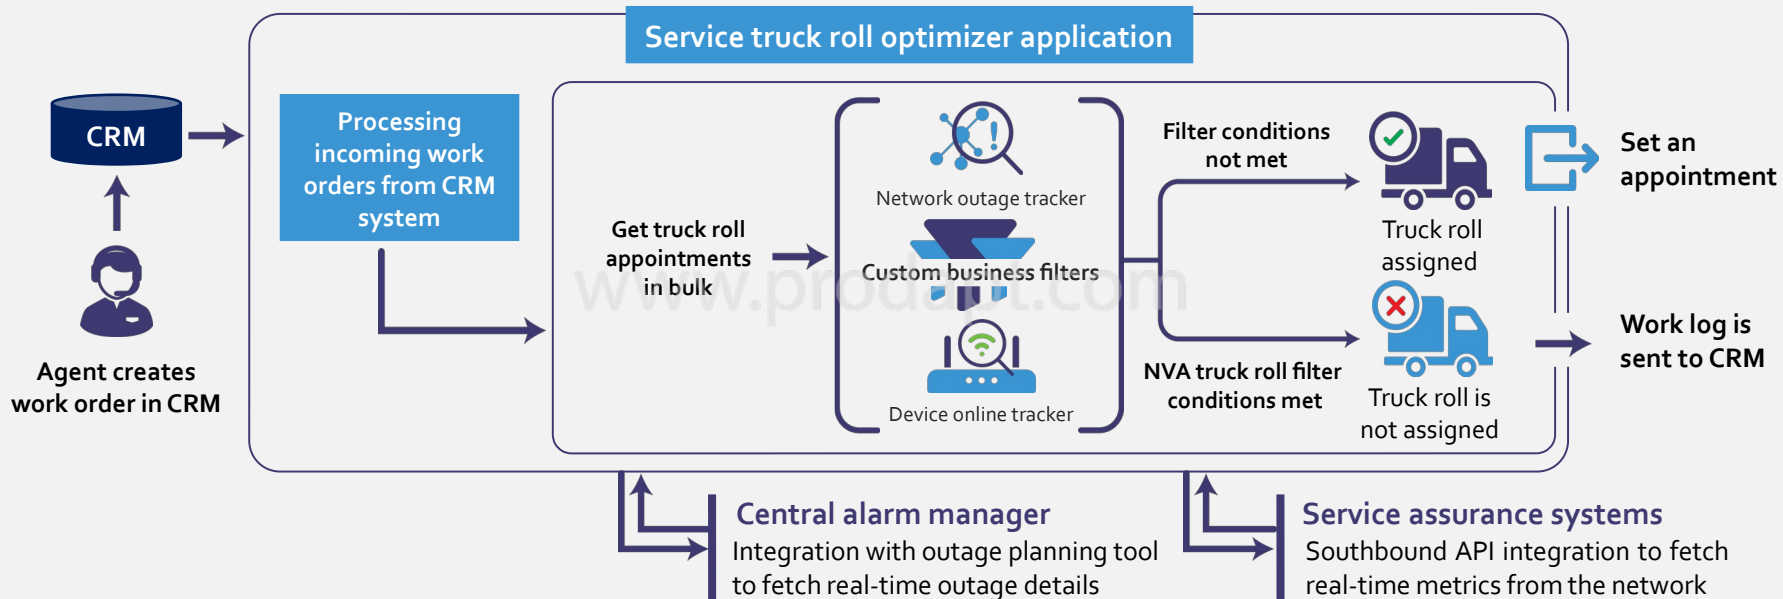 Service truck roll optimizer application
CRM
Agent creates
work order in CRM
Processing
incoming work
orders from CRM
system
Get truck roll
appointments
in bulk
Network outage tracker
Custom business filters
Device online tracker
www.prodapt.com
Filter conditions
not met
Truck roll
assigned
NVA truck roll filter
conditions met
Truck roll is
not assigned
Set an
appointment
Work log is
sent to CRM
Central alarm manager
Integration with outage planning tool
to fetch real-time outage details
Service assurance systems
Southbound API integration to fetch
real-time metrics from the network